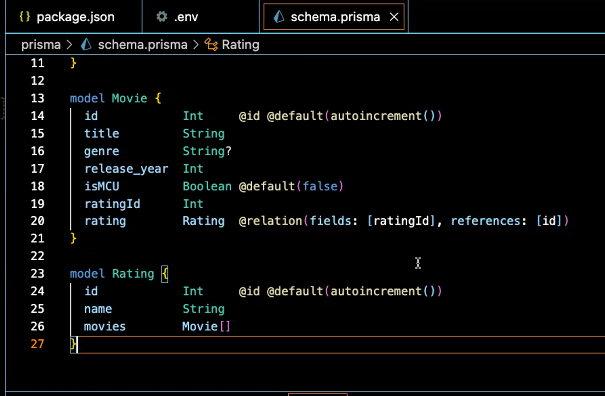 {} package.json .env schema.prisma ×
prisma > schema.prisma > Rating
11 }
12
13 model Movie {
14 id Int @id @default(autoincrement())
15 title String
16 genre String?
17 release_year Int
18 isMCU Boolean @default(false)
19 ratingId Int
20 rating Rating @relation(fields: [ratingId], references: [id])
21 }
22
23 model Rating {
24 id Int @id @default(autoincrement())
25 name String
26 movies Movie[]
27 }